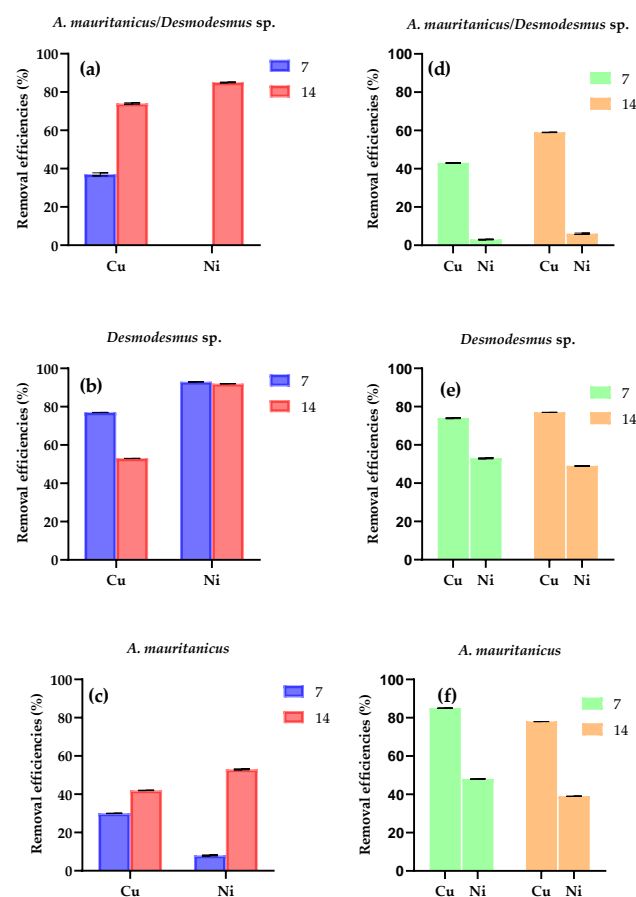 A. mauritanicus/Desmodesmus sp.
(a)
7
14
Removal efficiencies (%)
100
80
60
40
20
0
Cu Ni
A. mauritanicus/Desmodesmus sp.
(d)
7
14
Removal efficiencies (%)
100
80
60
40
20
0
Cu Ni Cu Ni
Desmodesmus sp.
(b)
7
14
Removal efficiencies (%)
100
80
60
40
20
0
Cu Ni
Desmodesmus sp.
(e)
7
14
Removal efficiencies (%)
100
80
60
40
20
0
Cu Ni Cu Ni
A. mauritanicus
(c)
7
14
Removal efficiencies (%)
100
80
60
40
20
0
Cu Ni
A. mauritanicus
(f)
7
14
Removal efficiencies (%)
100
80
60
40
20
0
Cu Ni Cu Ni